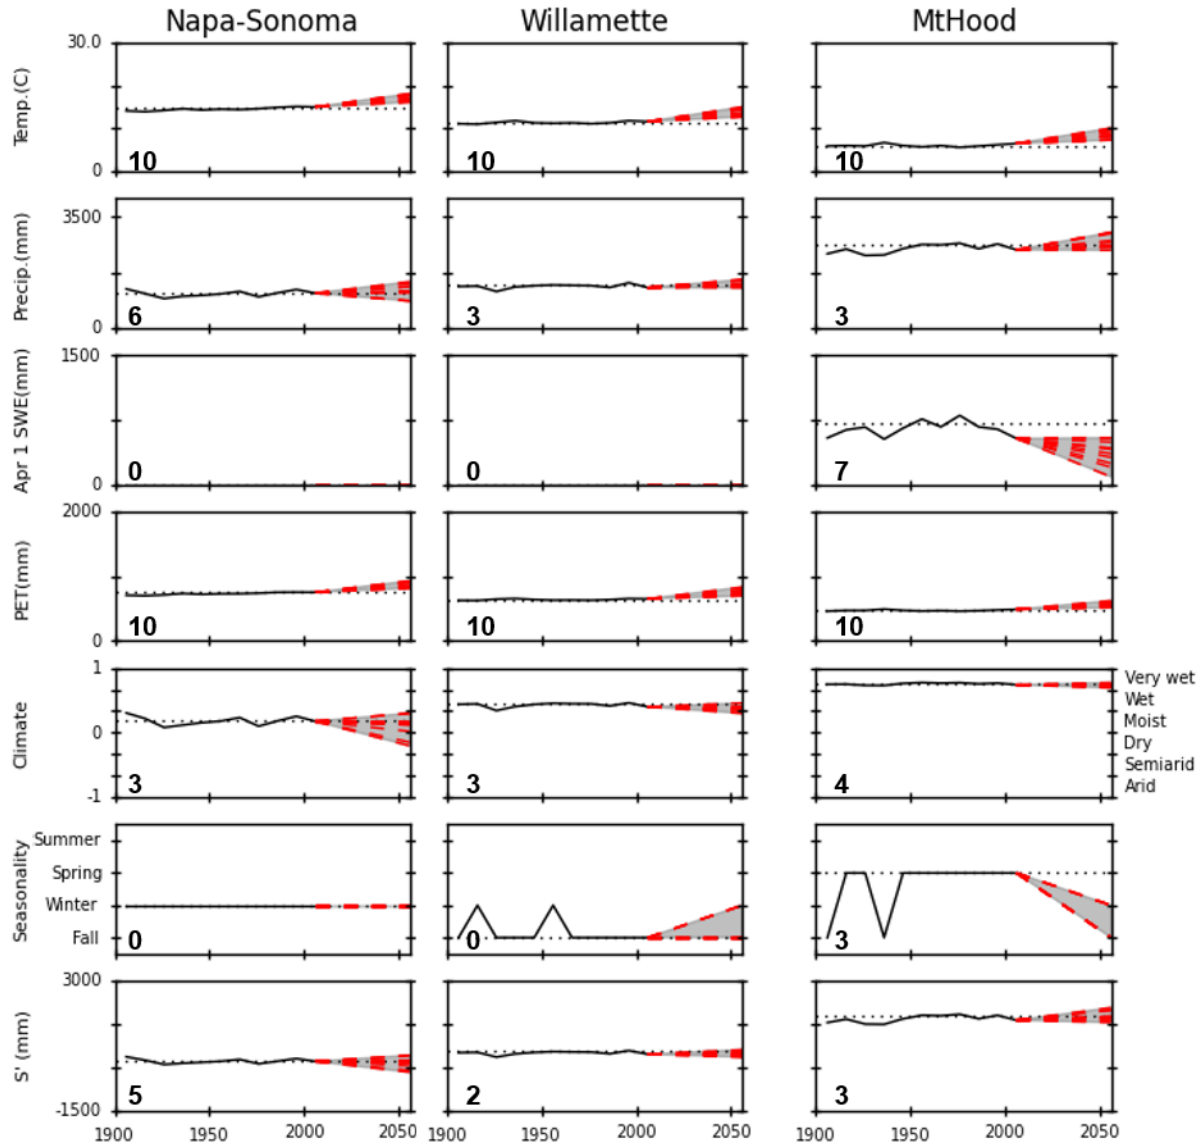 Napa-Sonoma Willamette MtHood
30.0
Temp.(C)
0
10 10 10
3500
Precip.(mm)
0
6 3 3
1500
Apr 1 SWE(mm)
0
0 0 7
2000
PET(mm)
0
10 10 10
1
Climate
0
-1
3 3 4
Very wet
Wet
Moist
Dry
Semiarid
Arid
Seasonality
Summer
Spring
Winter
Fall
0 0 3
3000
S' (mm)
-1500
5 2 3
1900 1950 2000 2050 1900 1950 2000 2050 1900 1950 2000 2050